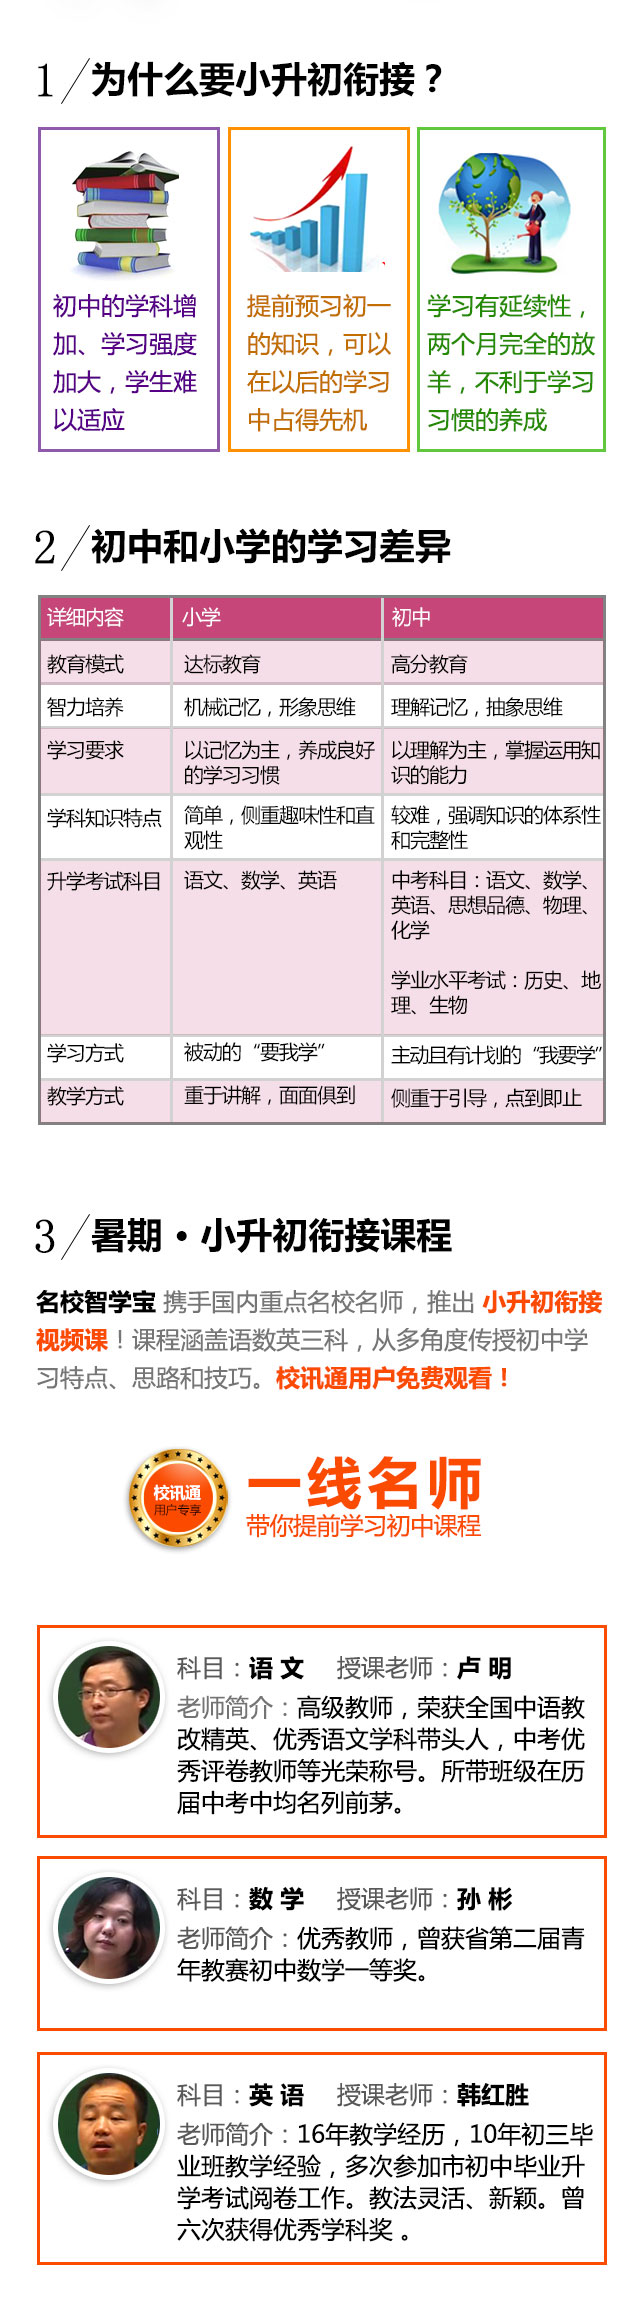 1/为什么要小升初衔接？
初中的学科增
加、学习强度
加大，学生难
以适应
提前预习初一
的知识，可以
在以后的学习
中占得先机
学习有延续性，
两个月完全的放
羊，不利于学习
习惯的养成
2/初中和小学的学习差异
详细内容 小学 初中
教育模式 达标教育 高分教育
智力培养 机械记忆，形象思维 理解记忆，抽象思维
学习要求 以记忆为主，养成良好 以理解为主，掌握运用知
的学习习惯 识的能力
学科知识特点 简单，侧重趣味性和直 较难，强调知识的体系性
观性 和完整性
升学考试科目 语文、数学、英语 中考科目：语文、数学、
英语、思想品德、物理、
化学
学业水平考试：历史、地
理、生物
学习方式 被动的“要我学” 主动且有计划的“我要学”
教学方式 重于讲解，面面俱到 侧重于引导，点到即止
3/暑期·小升初衔接课程
名校智学宝 携手国内重点名校名师，推出 小升初衔接
视频课！课程涵盖语数英三科，从多角度传授初中学
习特点、思路和技巧。校讯通用户免费观看！
校讯通
用户专享
一线名师
带你提前学习初中课程
科目：语 文 授课老师：卢 明
老师简介：高级教师，荣获全国中语教
改精英、优秀语文学科带头人，中考优
秀评卷教师等光荣称号。所带班级在历
届中考中均名列前茅。
科目：数 学 授课老师：孙 彬
老师简介：优秀教师，曾获省第二届青
年教赛初中数学一等奖。
科目：英 语 授课老师：韩红胜
老师简介：16年教学经历，10年初三毕
业班教学经验，多次参加市初中毕业升
学考试阅卷工作。教法灵活、新颖。曾
六次获得优秀学科奖 。